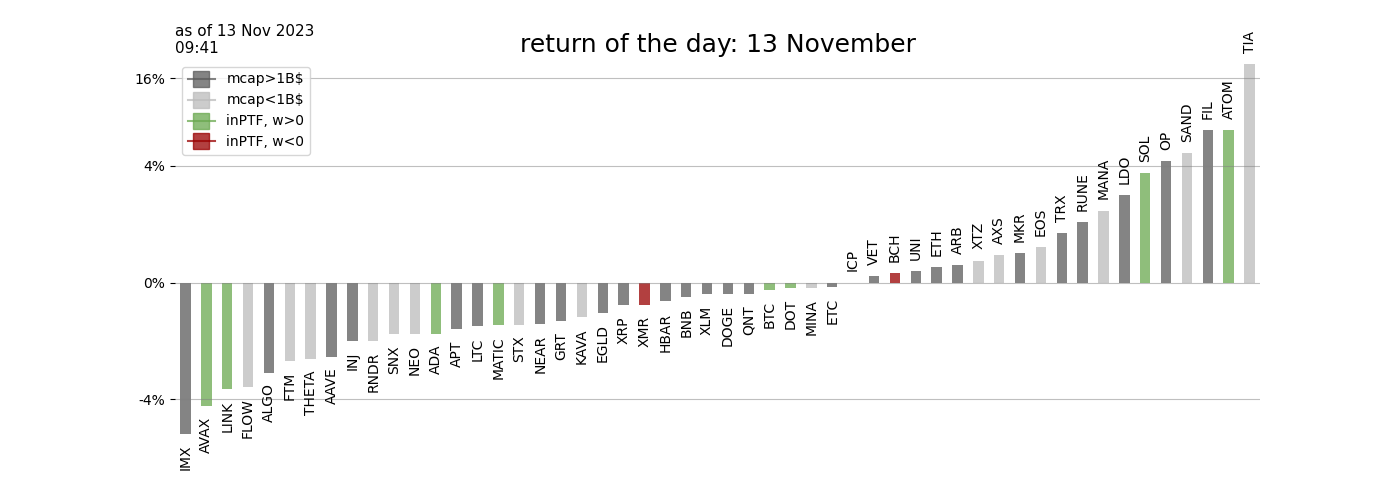 as of 13 Nov 2023
09:41
return of the day: 13 November
mcap>1B$
mcap<1B$
inPTF, w>0
inPTF, w<0
16%
4%
0%
-4%
IMX
AVAX
LINK
FLOW
ALGO
FTM
THETA
AAVE
INJ
RNDR
SNX
NEO
ADA
APT
LTC
MATIC
STX
NEAR
GRT
KAVA
EGLD
XRP
XMR
HBAR
BNB
XLM
DOGE
QNT
BTC
DOT
MINA
ETC
ICP
VET
BCH
UNI
ETH
ARB
XTZ
AXS
MKR
EOS
TRX
RUNE
MANA
LDO
SOL
OP
SAND
FIL
ATOM
TIA